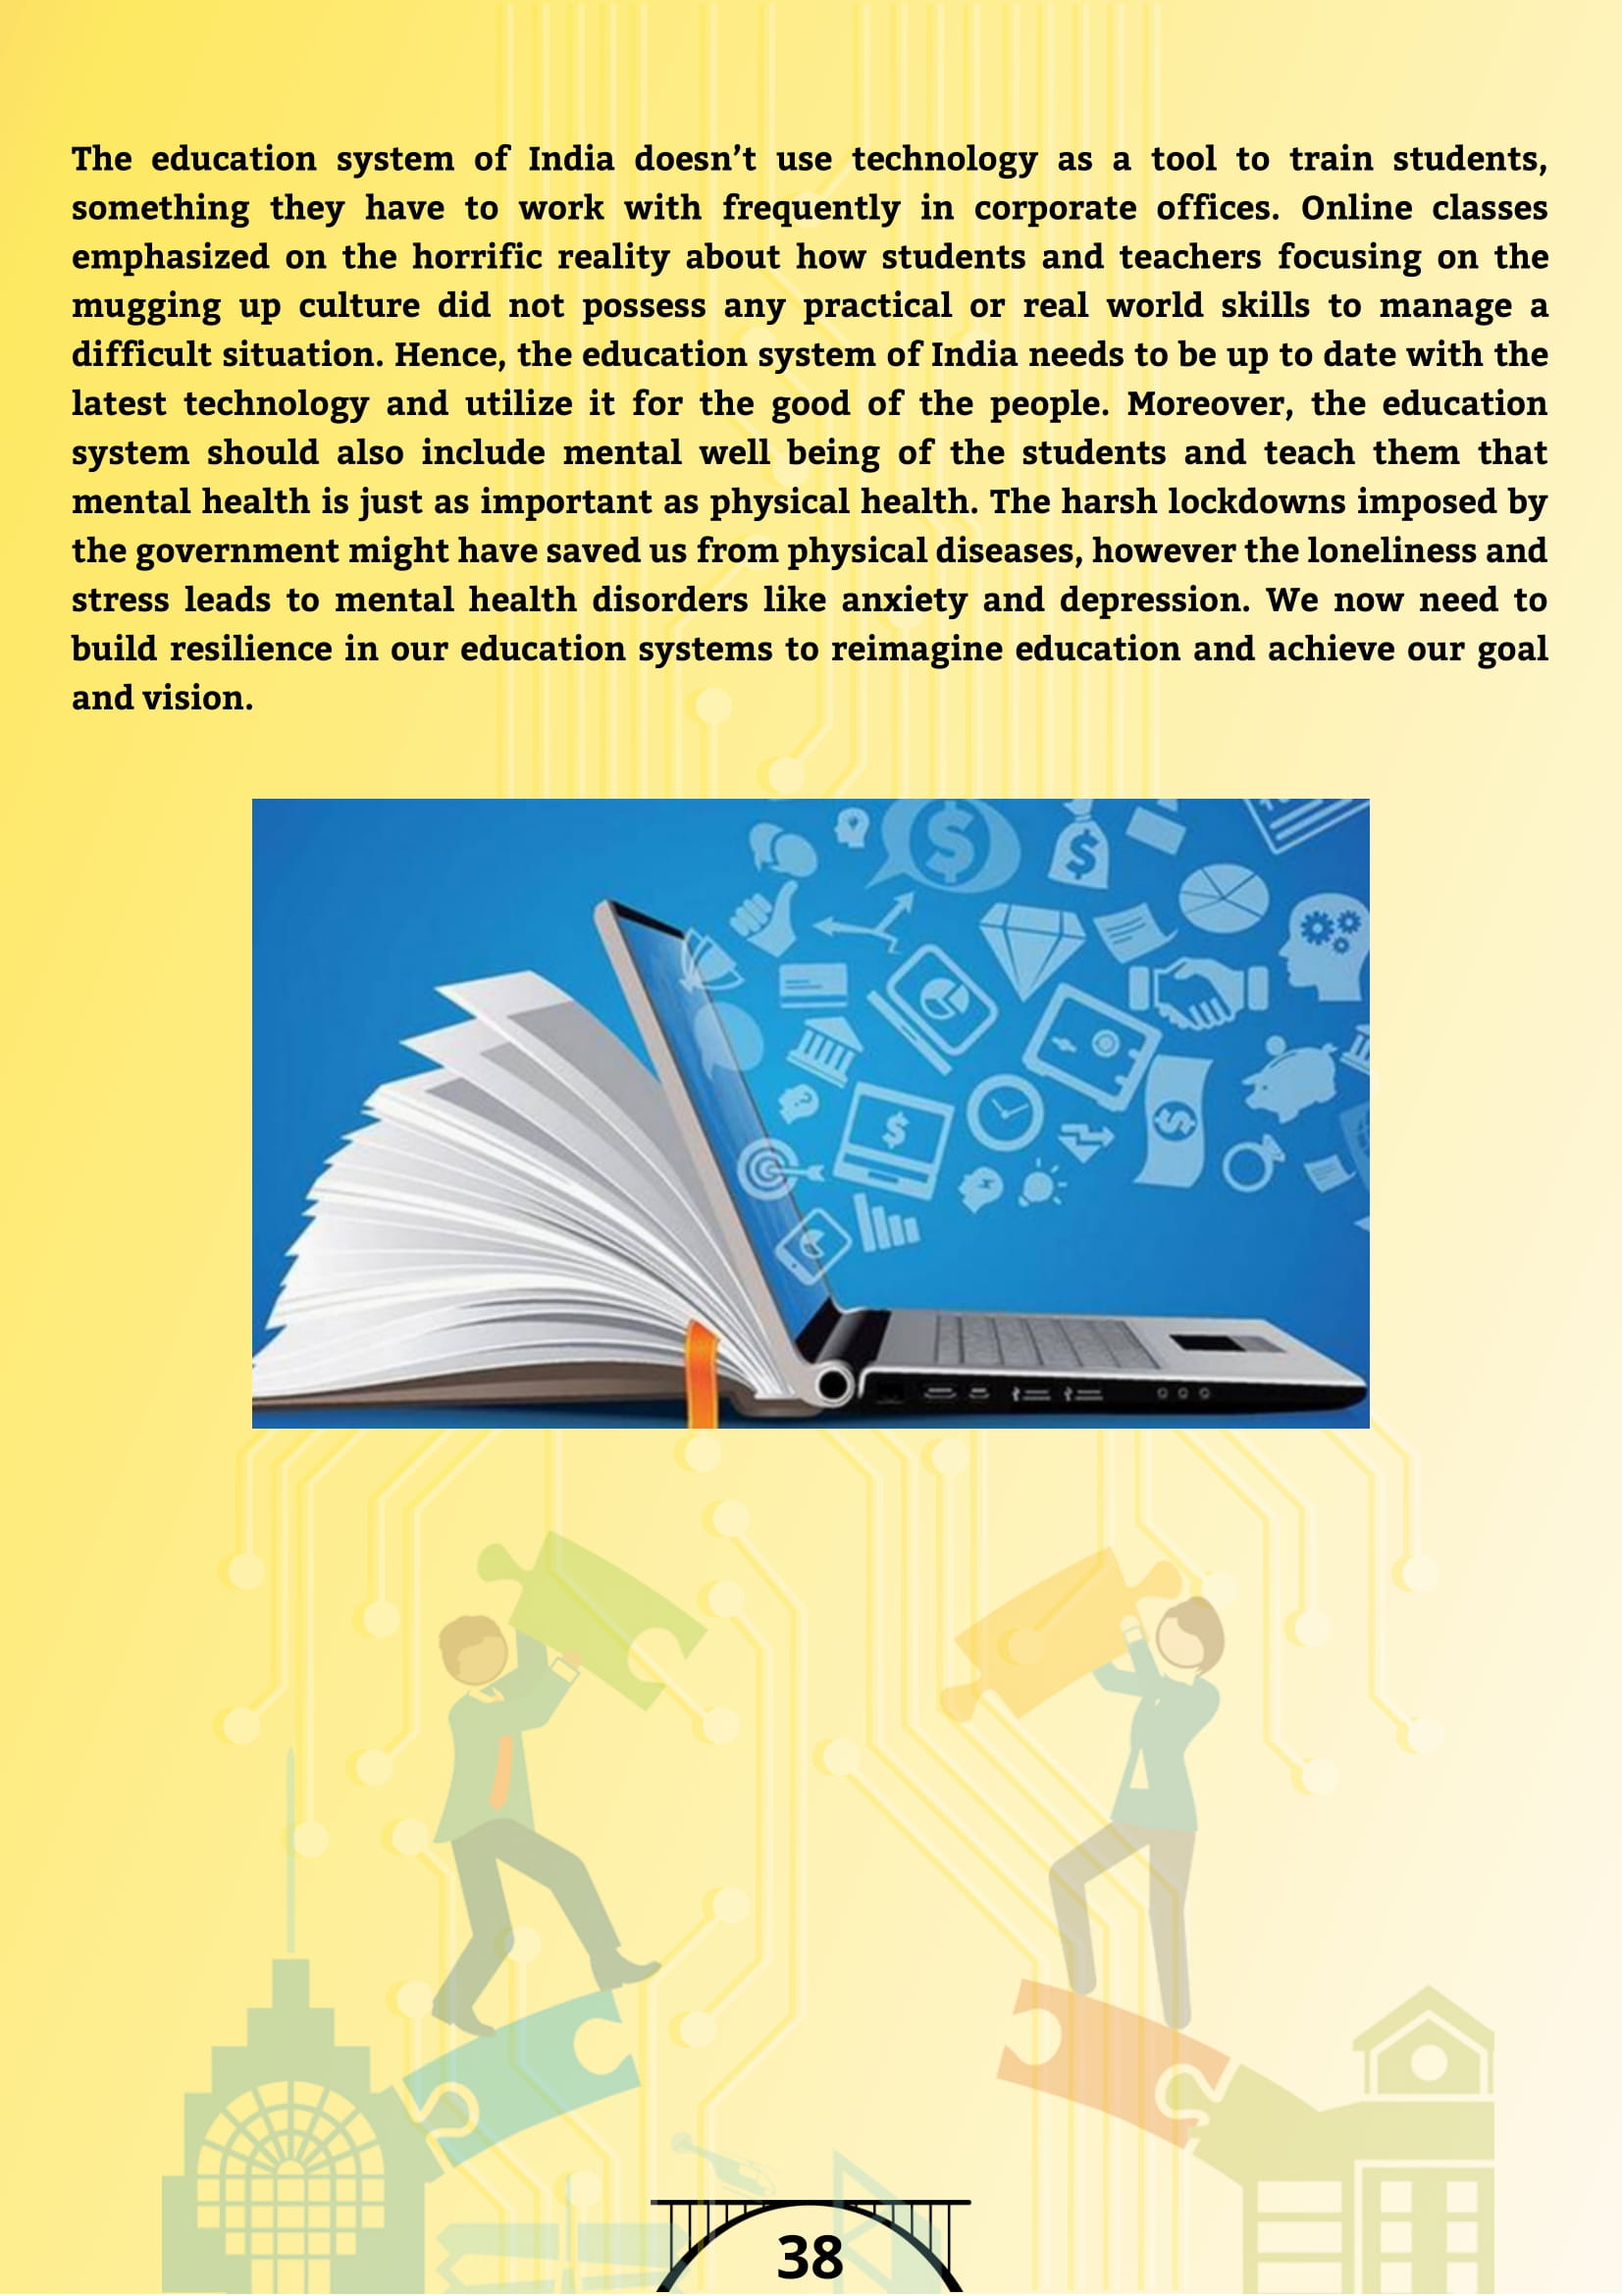 The education system of India doesn’t use technology as a tool to train students,
something they have to work with frequently in corporate offices. Online classes
emphasized on the horrific reality about how students and teachers focusing on the
mugging up culture did not possess any practical or real world skills to manage a
difficult situation. Hence, the education system of India needs to be up to date with the
latest technology and utilize it for the good of the people. Moreover, the education
system should also include mental well being of the students and teach them that
mental health is just as important as physical health. The harsh lockdowns imposed by
the government might have saved us from physical diseases, however the loneliness and
stress leads to mental health disorders like anxiety and depression. We now need to
build resilience in our education systems to reimagine education and achieve our goal
and vision.
38